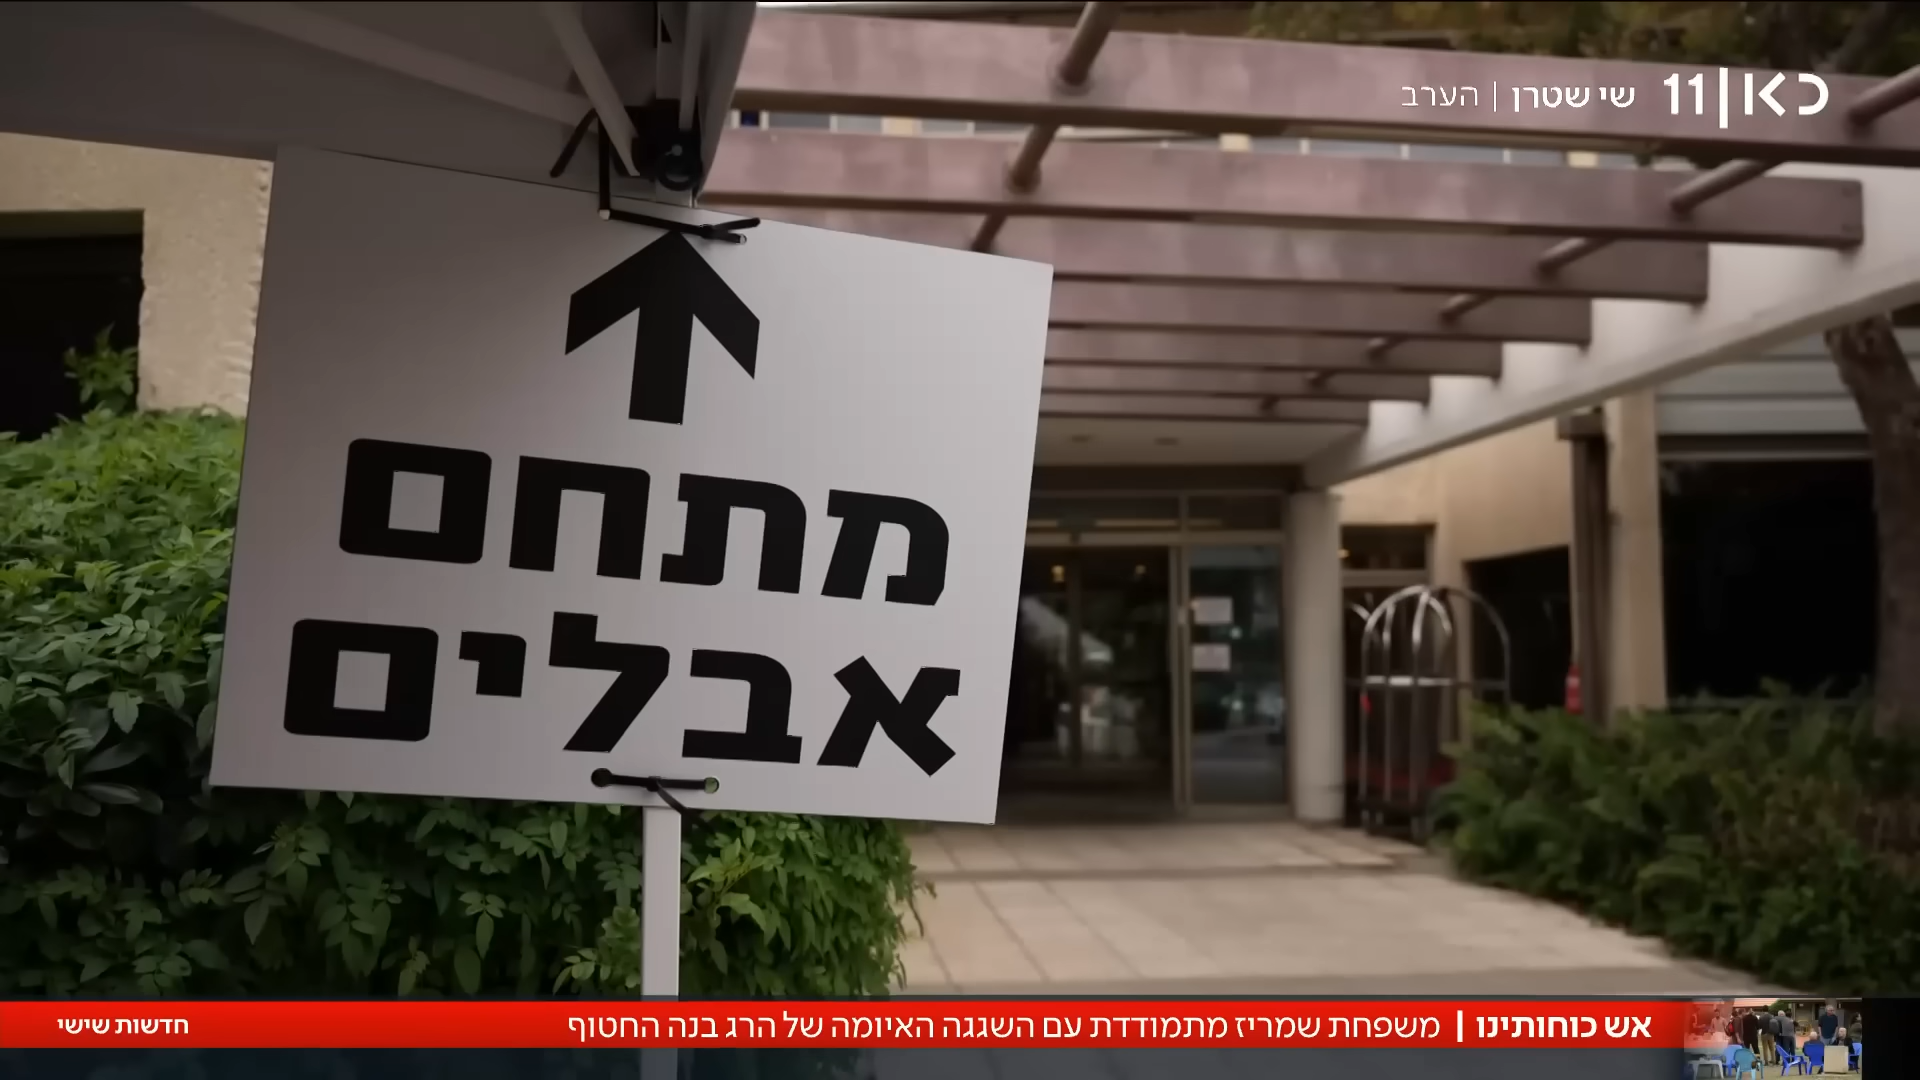 כאן|11 שי שטרן | הערב
מתחם
אבלים
אש כוחותינו | משפחת שמריז מתמודדת עם השגגה האיומה של הרג בנה החטוף
חדשות שישי